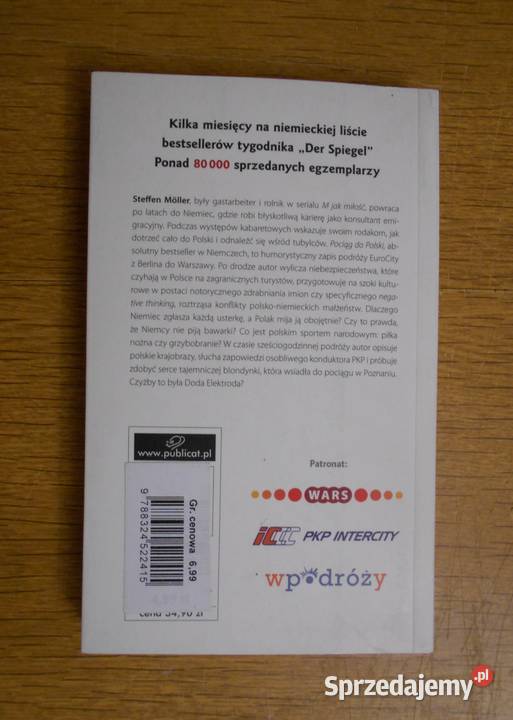 Kilka miesięcy na niemieckiej liście
bestsellerów tygodnika „Der Spiegel"
Ponad 80 000 sprzedanych egzemplarzy
Steffen Möller, były gastarbeiter i rolnik w serialu M jak miłość, powraca
po latach do Niemiec, gdzie robi błyskotliwą karierę jako konsultant emi-
gracyjny. Podczas występów kabaretowych wskazuje swoim rodakom, jak
dotrzeć cało do Polski i odnaleźć się wśród tubylców. Pociąg do Polski, ab-
solutny bestseller w Niemczech, to humorystyczny zapis podróży EuroCity
z Berlina do Warszawy. Po drodze autor wylicza niebezpieczeństwa, które
czyhają w Polsce na zagranicznych turystów, przygotowuje na szoki kultu-
rowe w postaci notorycznego zdrabniania imion czy specyficznego nega-
tive thinking, roztrząsa konflikty polsko-niemieckich małżeństw. Dlaczego
Niemiec zgłasza każdą usterkę, a Polak mija ją obojętnie? Czy to prawda,
że Niemcy nie piją bawarki? Co jest polskim sportem narodowym: piłka
nożna czy grzybobranie? W czasie sześciogodzinnej podróży autor opisuje
polskie krajobrazy, słucha zapowiedzi osobliwego konduktora PKP i próbuje
zdobyć serce tajemniczej blondynki, która wsiadła do pociągu w Poznaniu.
Czyżby to była Doda Elektroda?
www.publicat.pl
Patronat:
WARS
IC PKP INTERCITY
wpodróży
Gr. cenowa 6,99
9 788324 522415
cena 34,90 zł
Sprzedajemy.pl